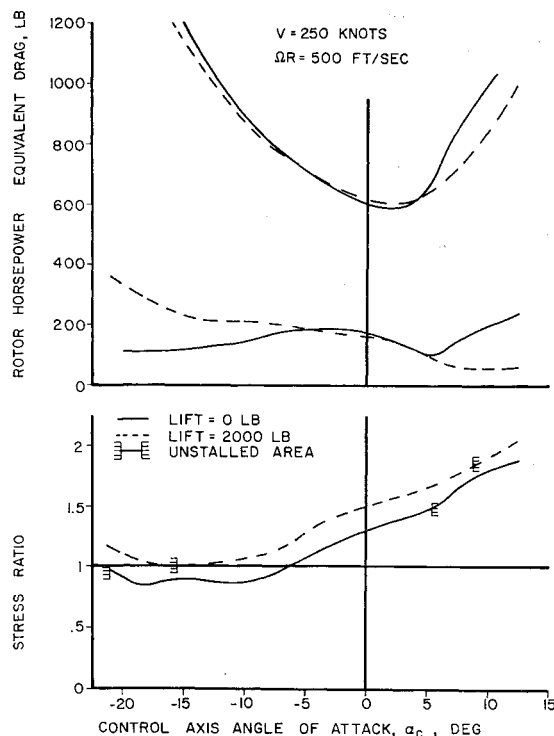 V = 250 KNOTS
ΩR = 500 FT/SEC
ROTOR HORSEPOWER EQUIVALENT DRAG, LB
1200
1000
800
600
400
200
0
LIFT = 0 LB
LIFT = 2000 LB
UNSTALLED AREA
STRESS RATIO
2
1.5
1
.5
0
-20 -15 -10 -5 0 5 10 15
CONTROL AXIS ANGLE OF ATTACK, αc, DEG